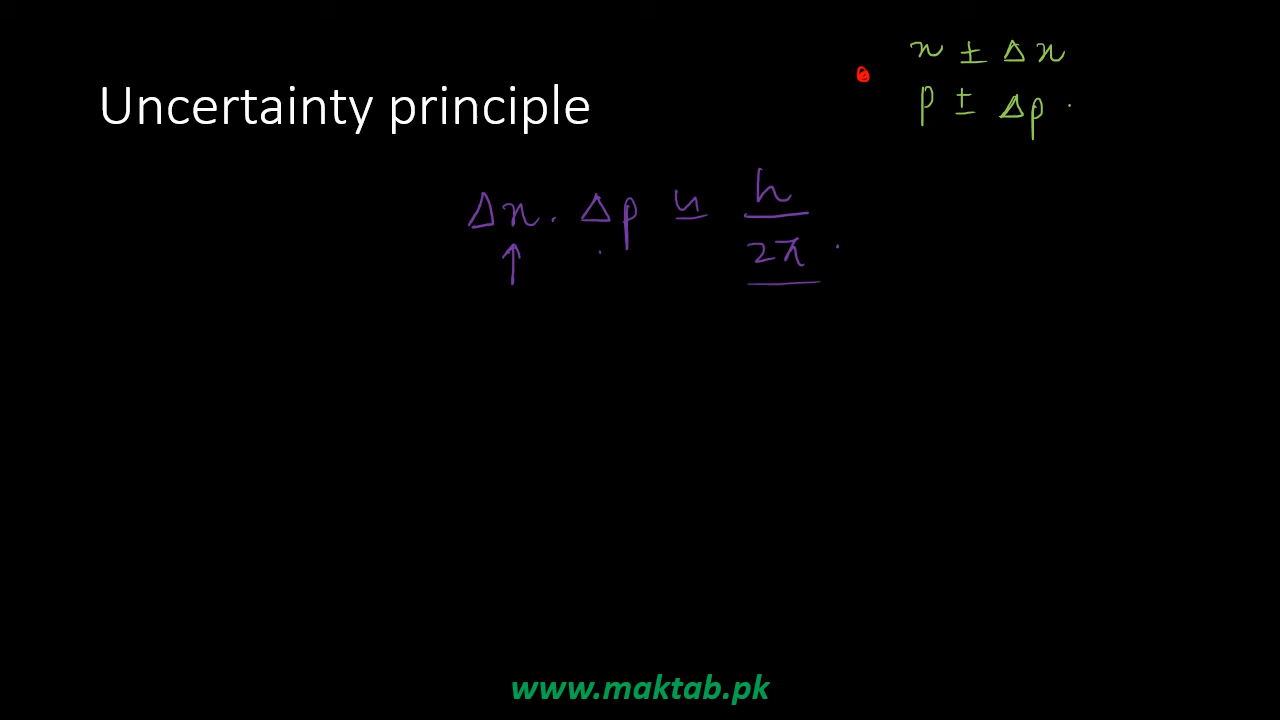 x ± Δx
Uncertainty principle
p ± Δp .
Δx . Δp ≃ h / 2π .
www.maktab.pk